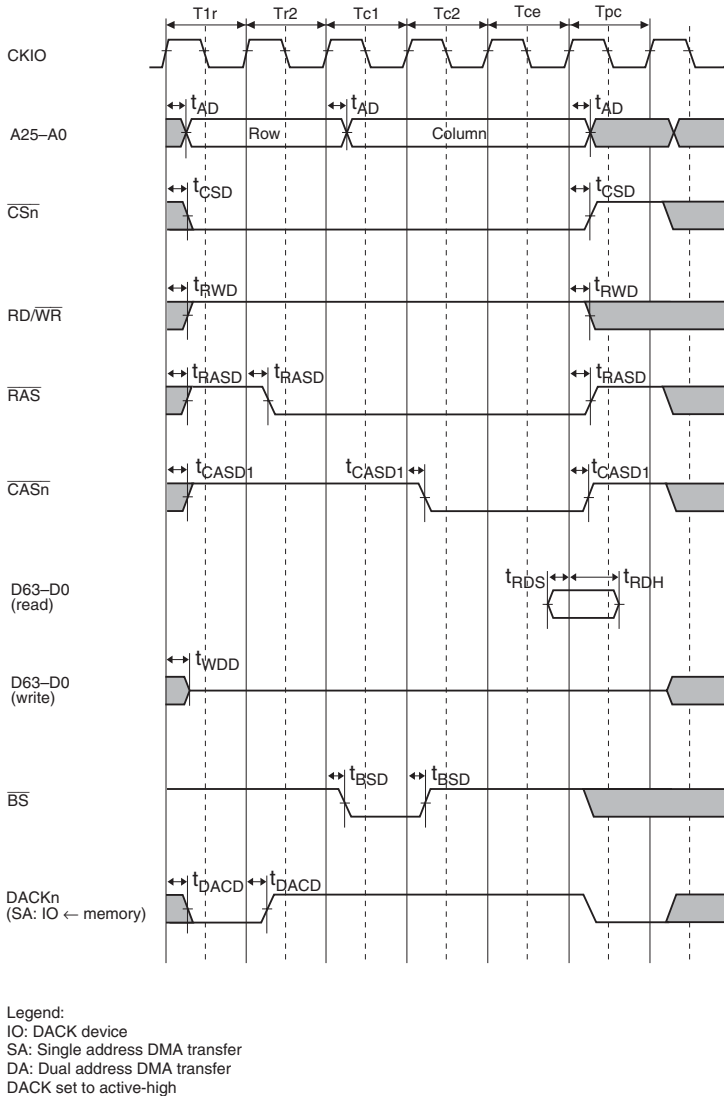 T1r Tr2 Tc1 Tc2 Tce Tpc
CKIO
A25–A0 tAD Row tAD Column tAD
CSn tCSD tCSD
RD/WR tRWD tRWD
RAS tRASD tRASD tRASD
CASn tCASD1 tCASD1 tCASD1
D63–D0
(read) tRDS tRDH
D63–D0
(write) tWDD
BS tBSD tBSD
DACKn tDACD tDACD
(SA: IO ← memory)
Legend:
IO: DACK device
SA: Single address DMA transfer
DA: Dual address DMA transfer
DACK set to active-high